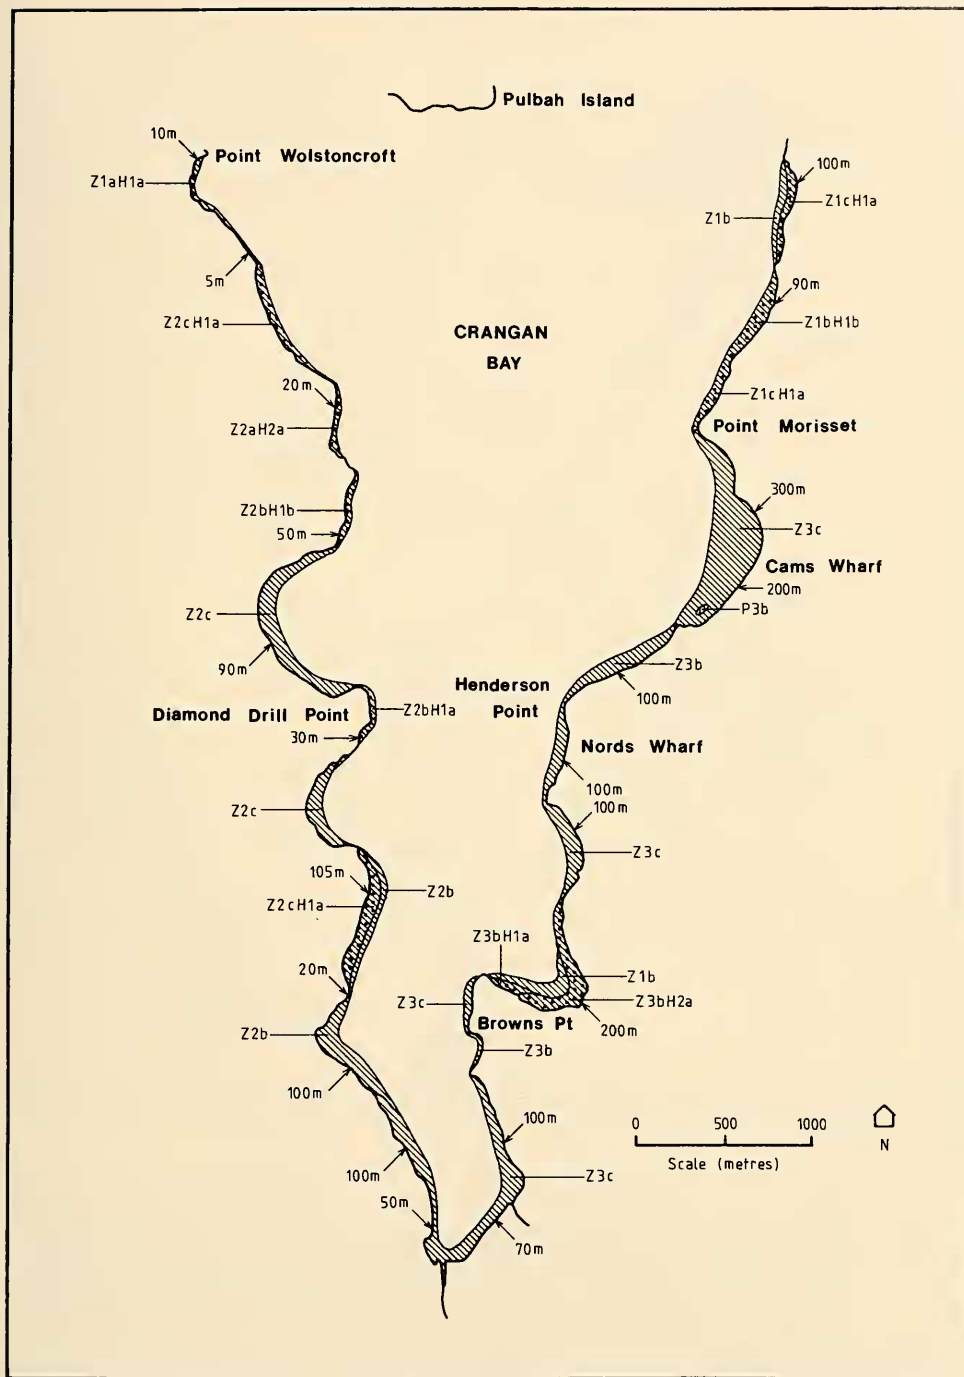 Pulbah Island
10m
Point Wolstoncroft
Z1aH1a
5m
Z2cH1a
20m
Z2aH2a
Z2bH1b
50m
Z2c
90m
Diamond Drill Point
Z2bH1a
30m
Z2c
105m
Z2b
Z2cH1a
20m
Z2b
100m
100m
50m
CRANGAN
BAY
100m
Z1cH1a
Z1b
90m
Z1bH1b
Z1cH1a
Point Morisset
300m
Z3c
Cams Wharf
200m
P3b
Z3b
100m
Henderson
Point
Nords Wharf
100m
100m
Z3c
Z3bH1a
Z1b
Z3bH2a
200m
Z3c
Browns Pt
Z3b
100m
Z3c
70m
0 500 1000
Scale (metres)
N